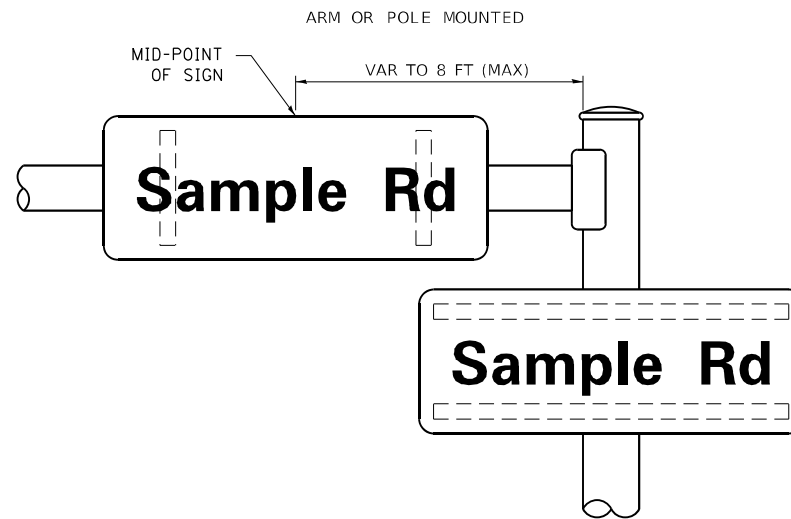 ARM OR POLE MOUNTED
MID-POINT
OF SIGN
VAR TO 8 FT (MAX)
Sample Rd
Sample Rd